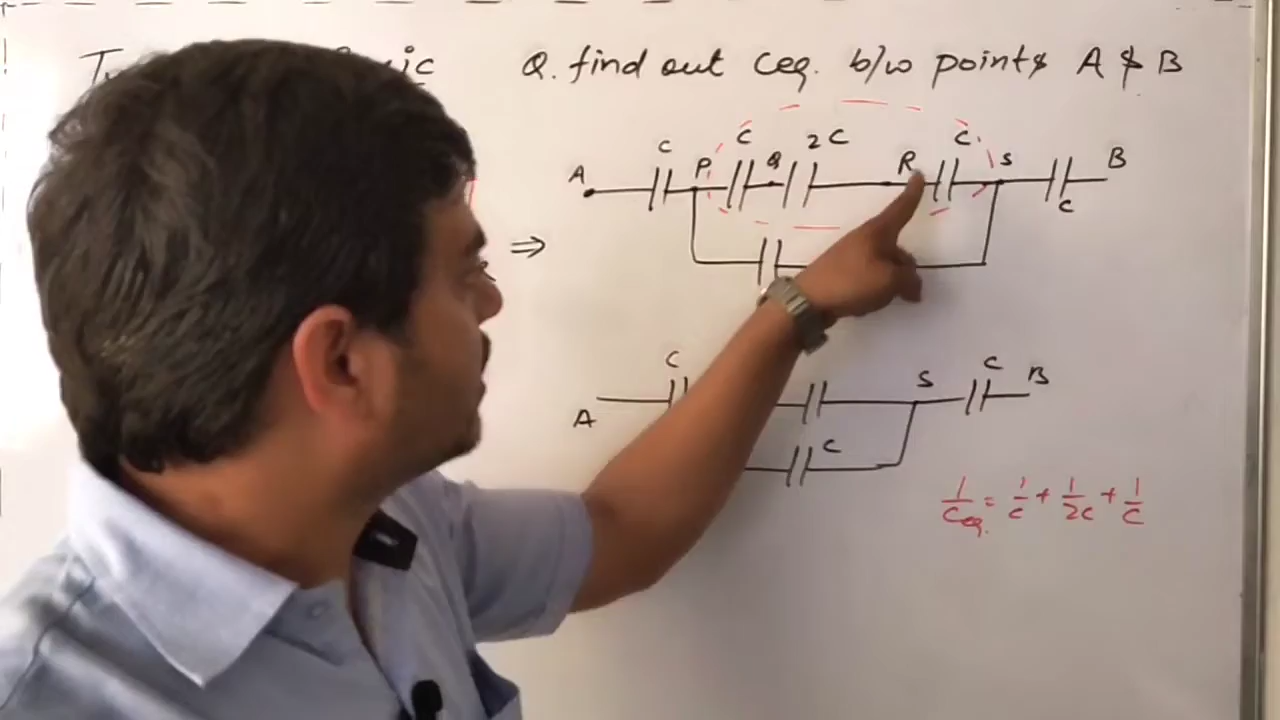 Q. find out Ceq. b/w points A & B
C P C Q 2C R C S B
A C
⇒
C S C B
A C
1/Ceq. = 1/C + 1/2C + 1/C